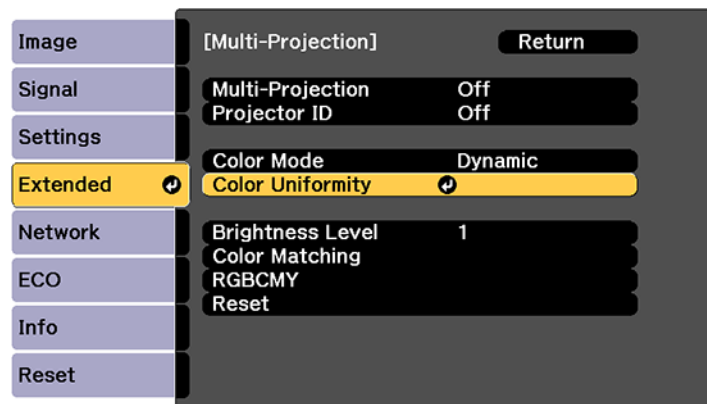 Image
Signal
Settings
Extended
Network
ECO
Info
Reset
[Multi-Projection] Return
Multi-Projection Off
Projector ID Off
Color Mode Dynamic
Color Uniformity
Brightness Level 1
Color Matching
RGBCMY
Reset